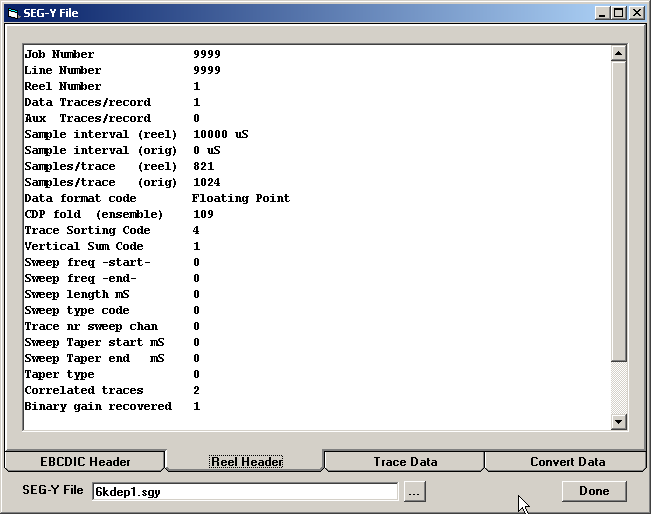 SEG-Y File
Job Number 9999
Line Number 9999
Reel Number 1
Data Traces/record 1
Aux Traces/record 0
Sample interval (reel) 10000 uS
Sample interval (orig) 0 uS
Samples/trace (reel) 821
Samples/trace (orig) 1024
Data format code Floating Point
CDP fold (ensemble) 109
Trace Sorting Code 4
Vertical Sum Code 1
Sweep freq -start- 0
Sweep freq -end- 0
Sweep length mS 0
Sweep type code 0
Trace nr sweep chan 0
Sweep Taper start mS 0
Sweep Taper end mS 0
Taper type 0
Correlated traces 2
Binary gain recovered 1
EBCDIC Header Reel Header Trace Data Convert Data
SEG-Y File 6kdep1.sgy ... Done